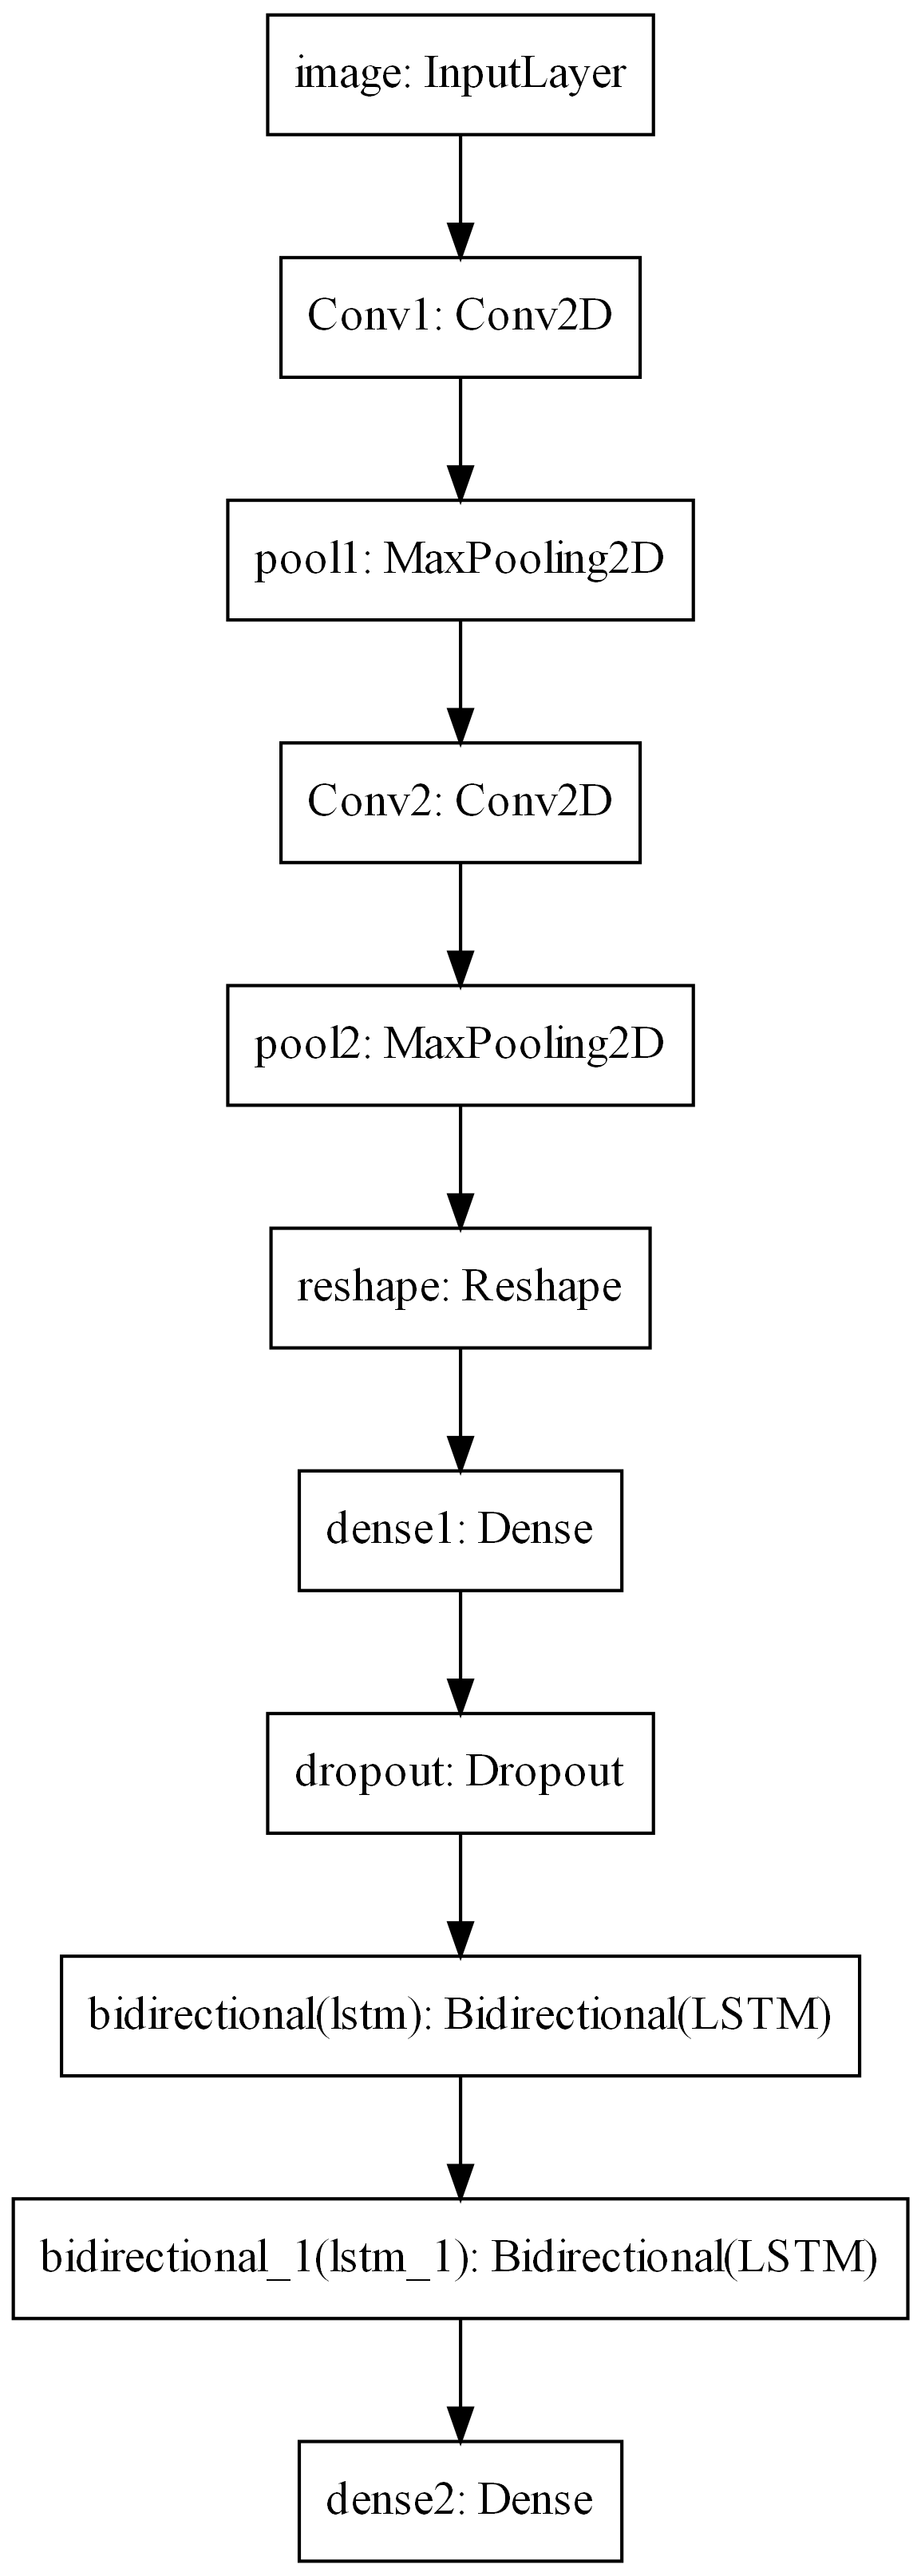 image: InputLayer
Conv1: Conv2D
pool1: MaxPooling2D
Conv2: Conv2D
pool2: MaxPooling2D
reshape: Reshape
dense1: Dense
dropout: Dropout
bidirectional(lstm): Bidirectional(LSTM)
bidirectional_1(lstm_1): Bidirectional(LSTM)
dense2: Dense